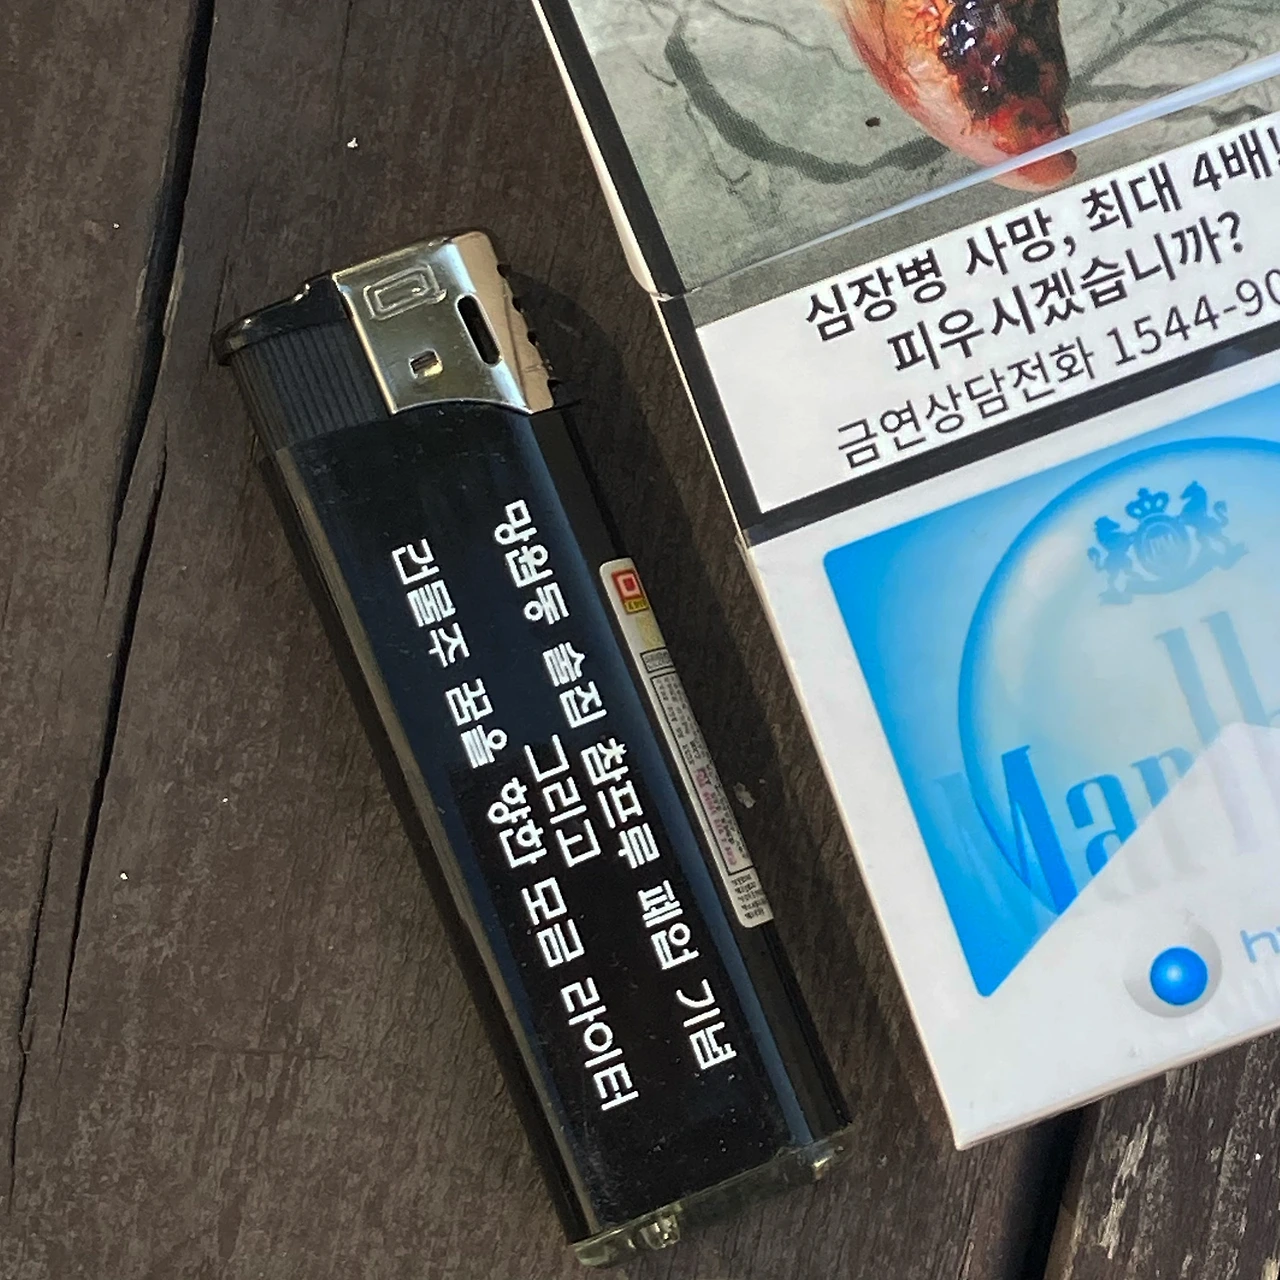 망원동 술집 참프루 폐업 기념
그리고
건물주 꿈을 향한 모금 라이터
심장병 사망, 최대 4배!
피우시겠습니까?
금연상담전화 1544-90
Marl